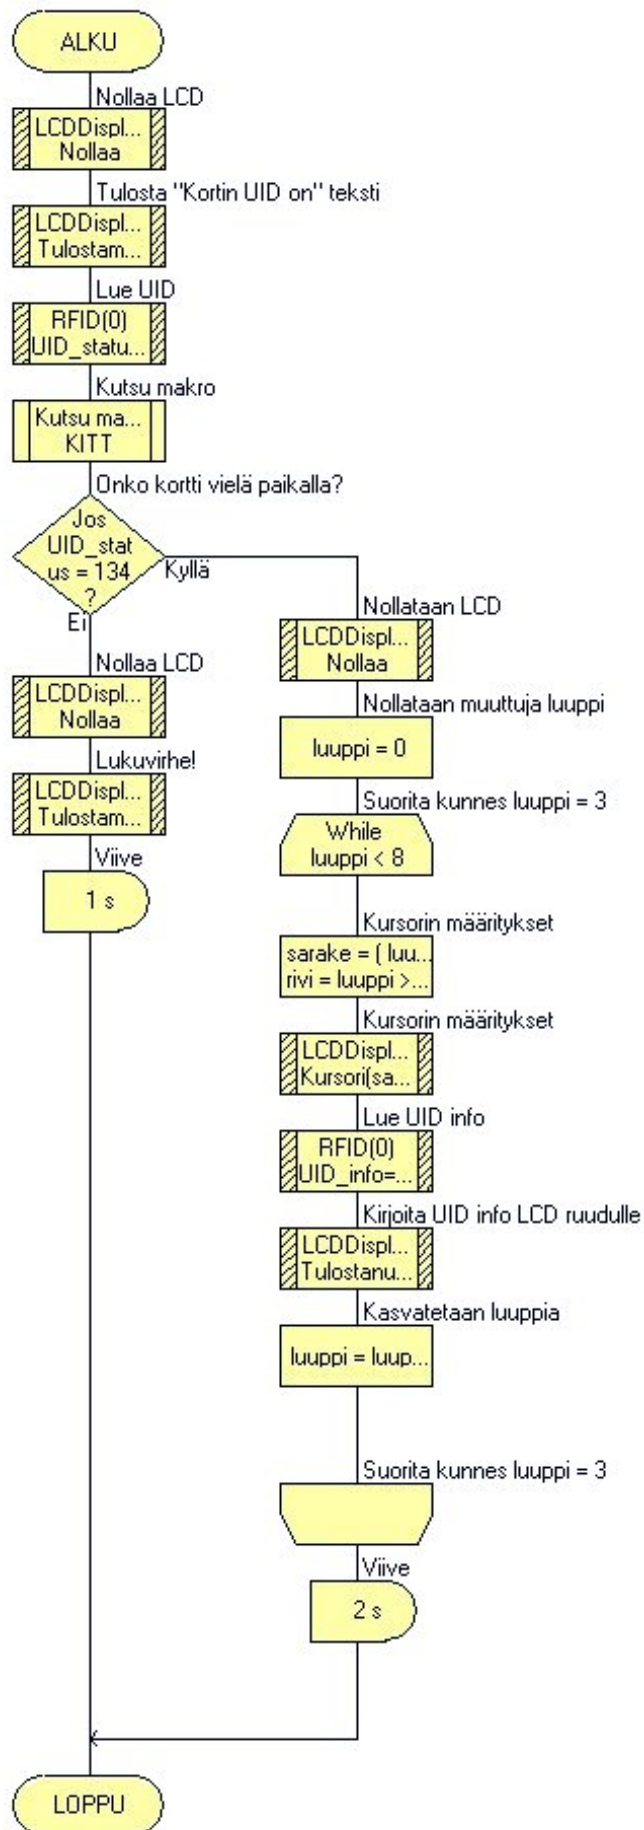 ALKU
Nollaa LCD
LCDDispl...
Nollaa
Tulosta "Kortin UID on" teksti
LCDDispl...
Tulostam...
Lue UID
RFID(0)
UID_statu...
Kutsu makro
Kutsu ma...
KITT
Onko kortti vielä paikalla?
Jos
UID_stat
us = 134
?
Kyllä
Ei
Nollaa LCD
LCDDispl...
Nollaa
Lukuvirhe!
LCDDispl...
Tulostam...
Viive
1 s
Nollataan LCD
LCDDispl...
Nollaa
Nollataan muuttuja luuppi
luuppi = 0
Suorita kunnes luuppi = 3
While
luuppi < 8
Kursorin määritykset
sarake = ( luu...
rivi = luuppi >...
Kursorin määritykset
LCDDispl...
Kursori(sa...
Lue UID info
RFID(0)
UID_info=...
Kirjoita UID info LCD ruudulle
LCDDispl...
Tulostanu...
Kasvatetaan luuppia
luuppi = luup...
Suorita kunnes luuppi = 3
Viive
2 s
LOPPU